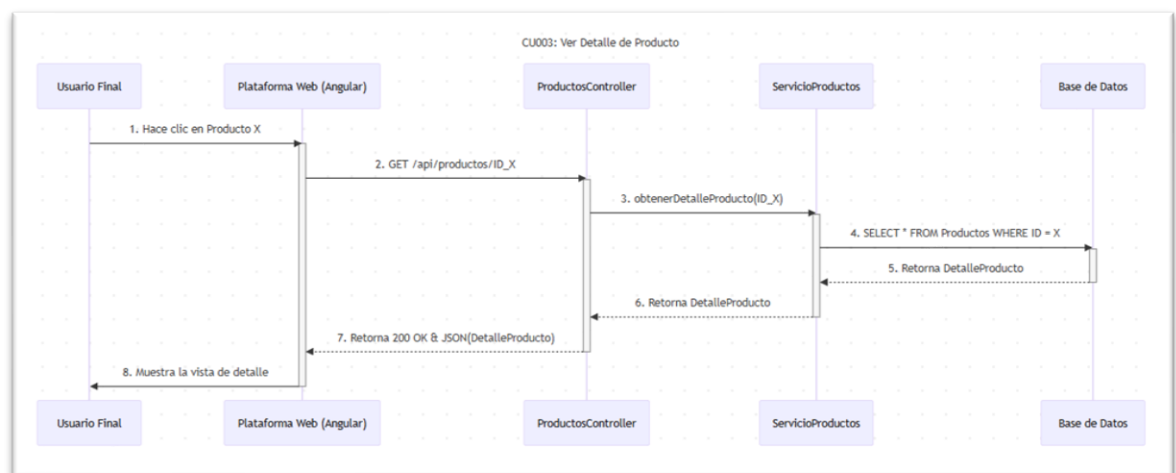 CU003: Ver Detalle de Producto
Usuario Final
Plataforma Web (Angular)
ProductosController
ServicioProductos
Base de Datos
1. Hace clic en Producto X
2. GET /api/productos/ID_X
3. obtenerDetalleProducto(ID_X)
4. SELECT * FROM Productos WHERE ID = X
5. Retorna DetalleProducto
6. Retorna DetalleProducto
7. Retorna 200 OK & JSON(DetalleProducto)
8. Muestra la vista de detalle
Usuario Final
Plataforma Web (Angular)
ProductosController
ServicioProductos
Base de Datos